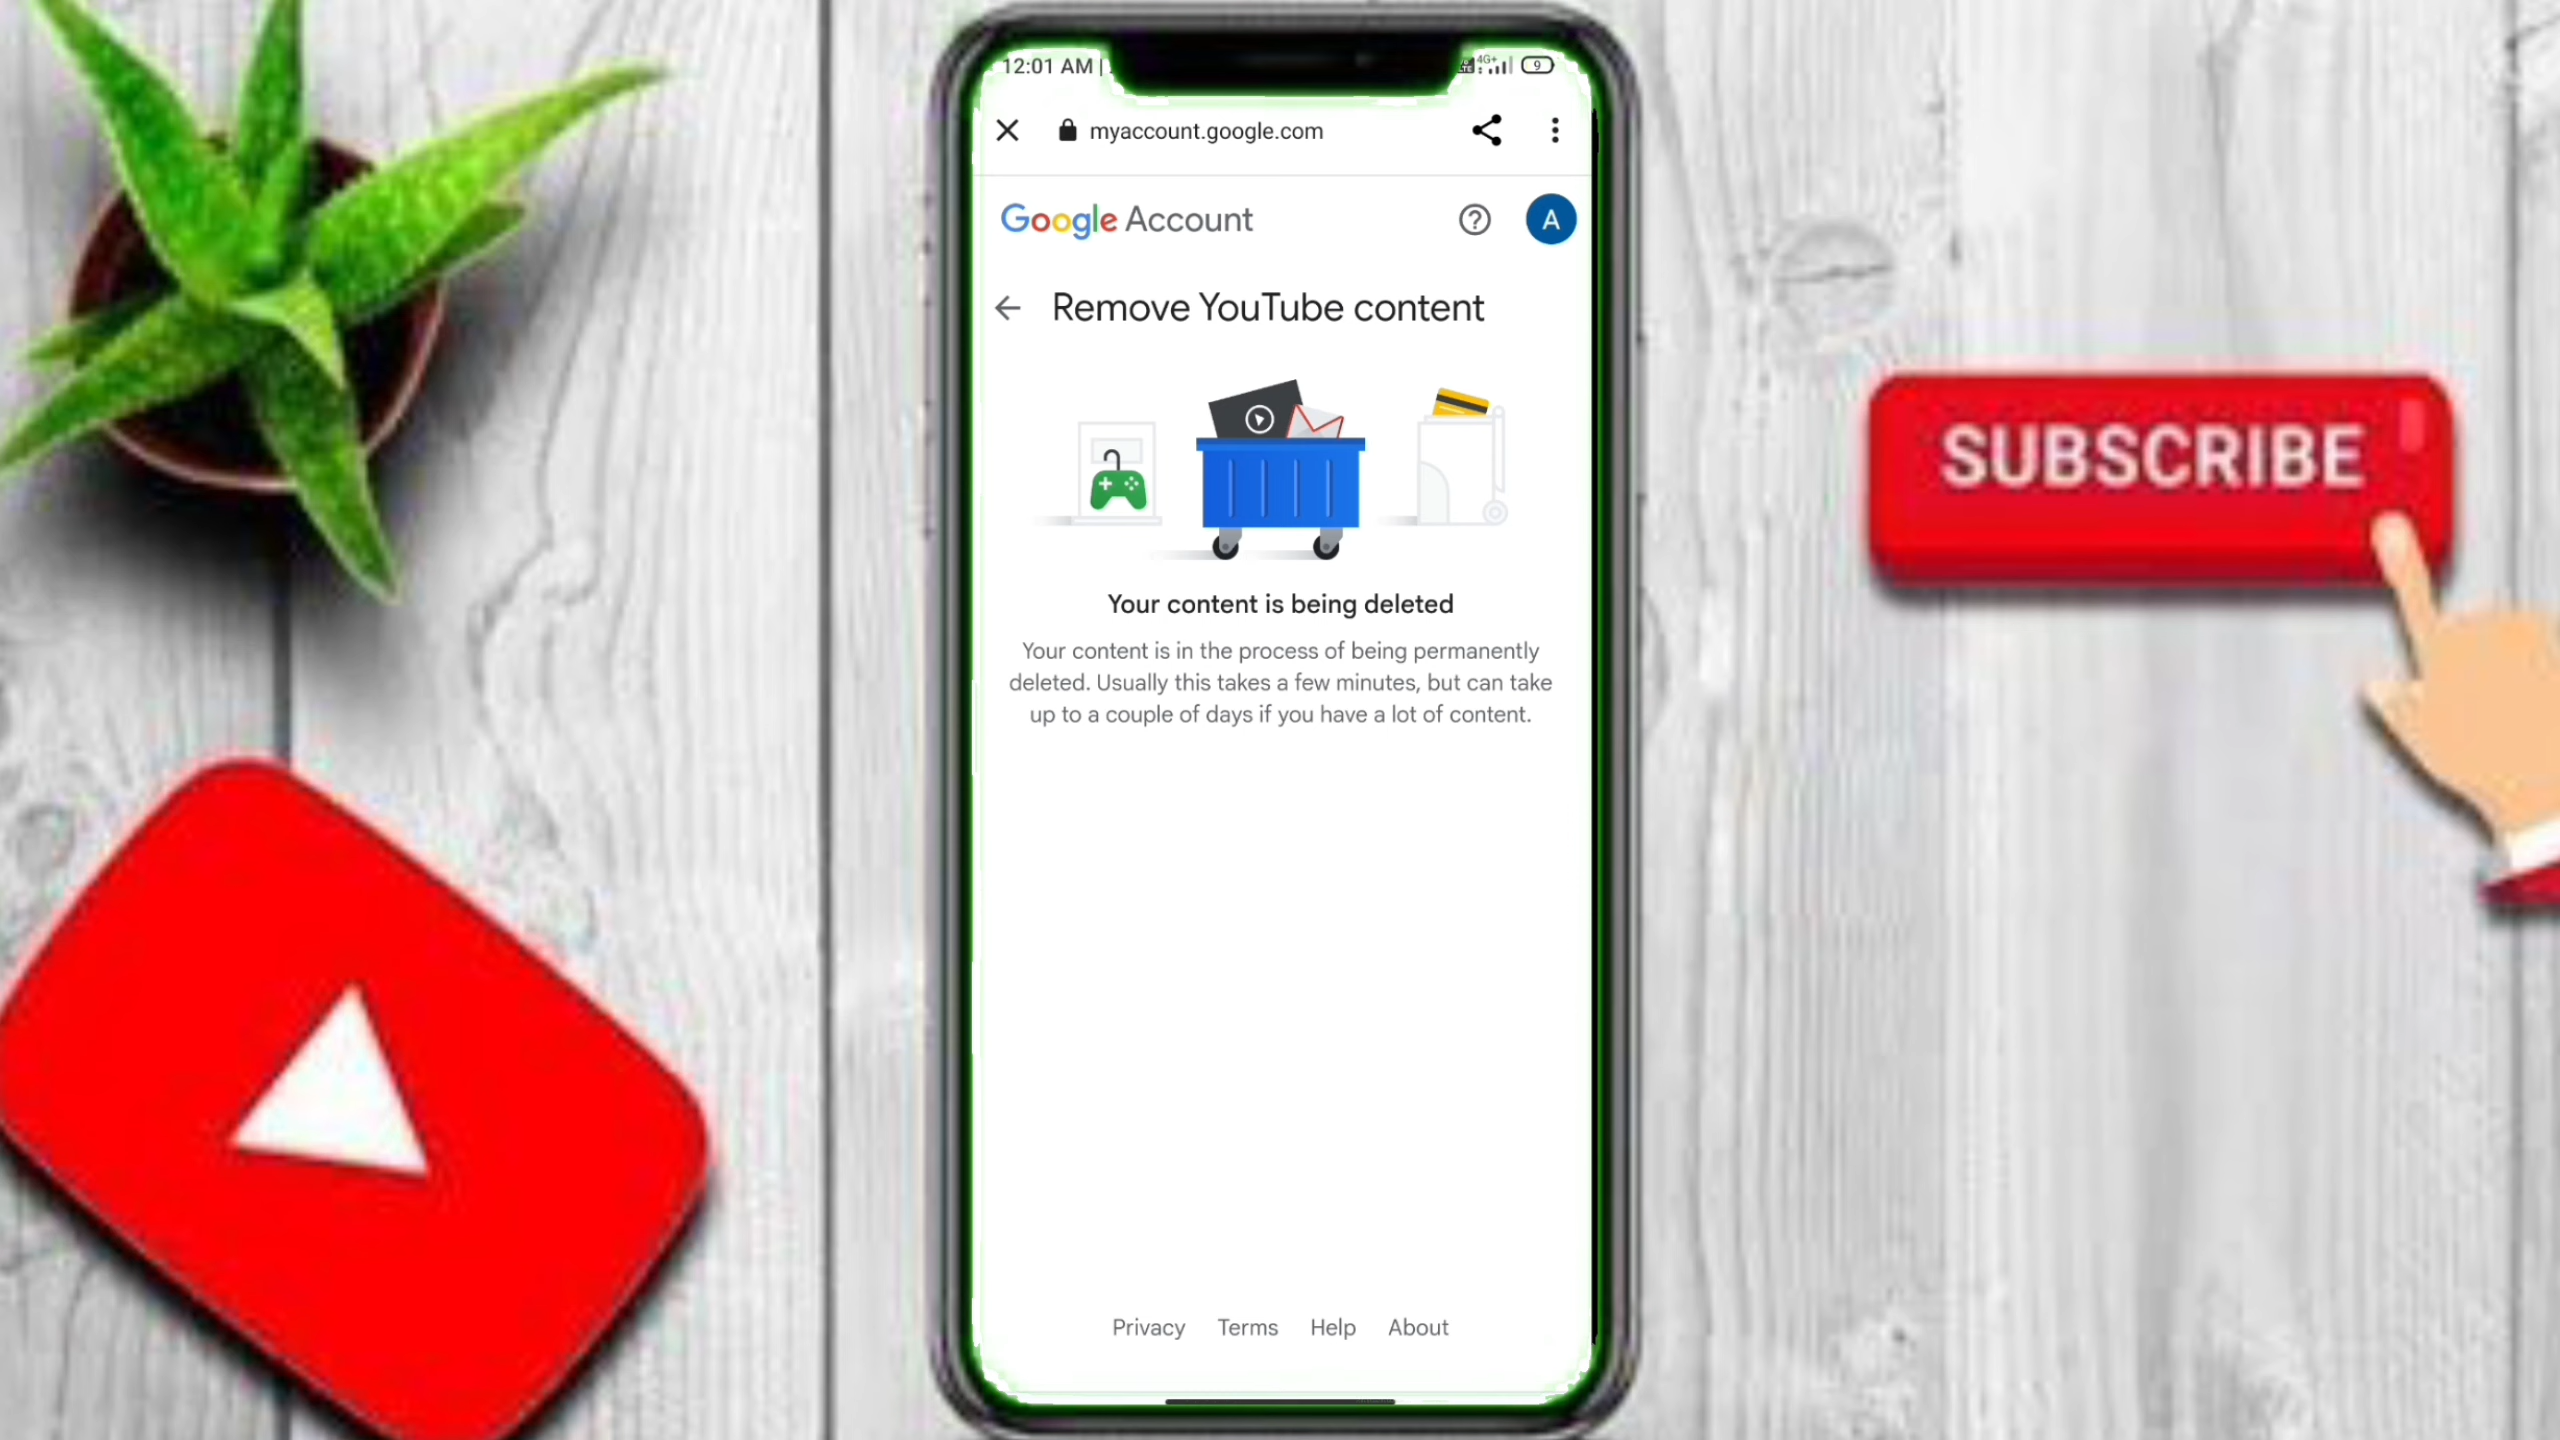 12:01 AM |
4G+
9
myaccount.google.com
Google Account
A
Remove YouTube content
SUBSCRIBE
Your content is being deleted
Your content is in the process of being permanently
deleted. Usually this takes a few minutes, but can take
up to a couple of days if you have a lot of content.
Privacy Terms Help About